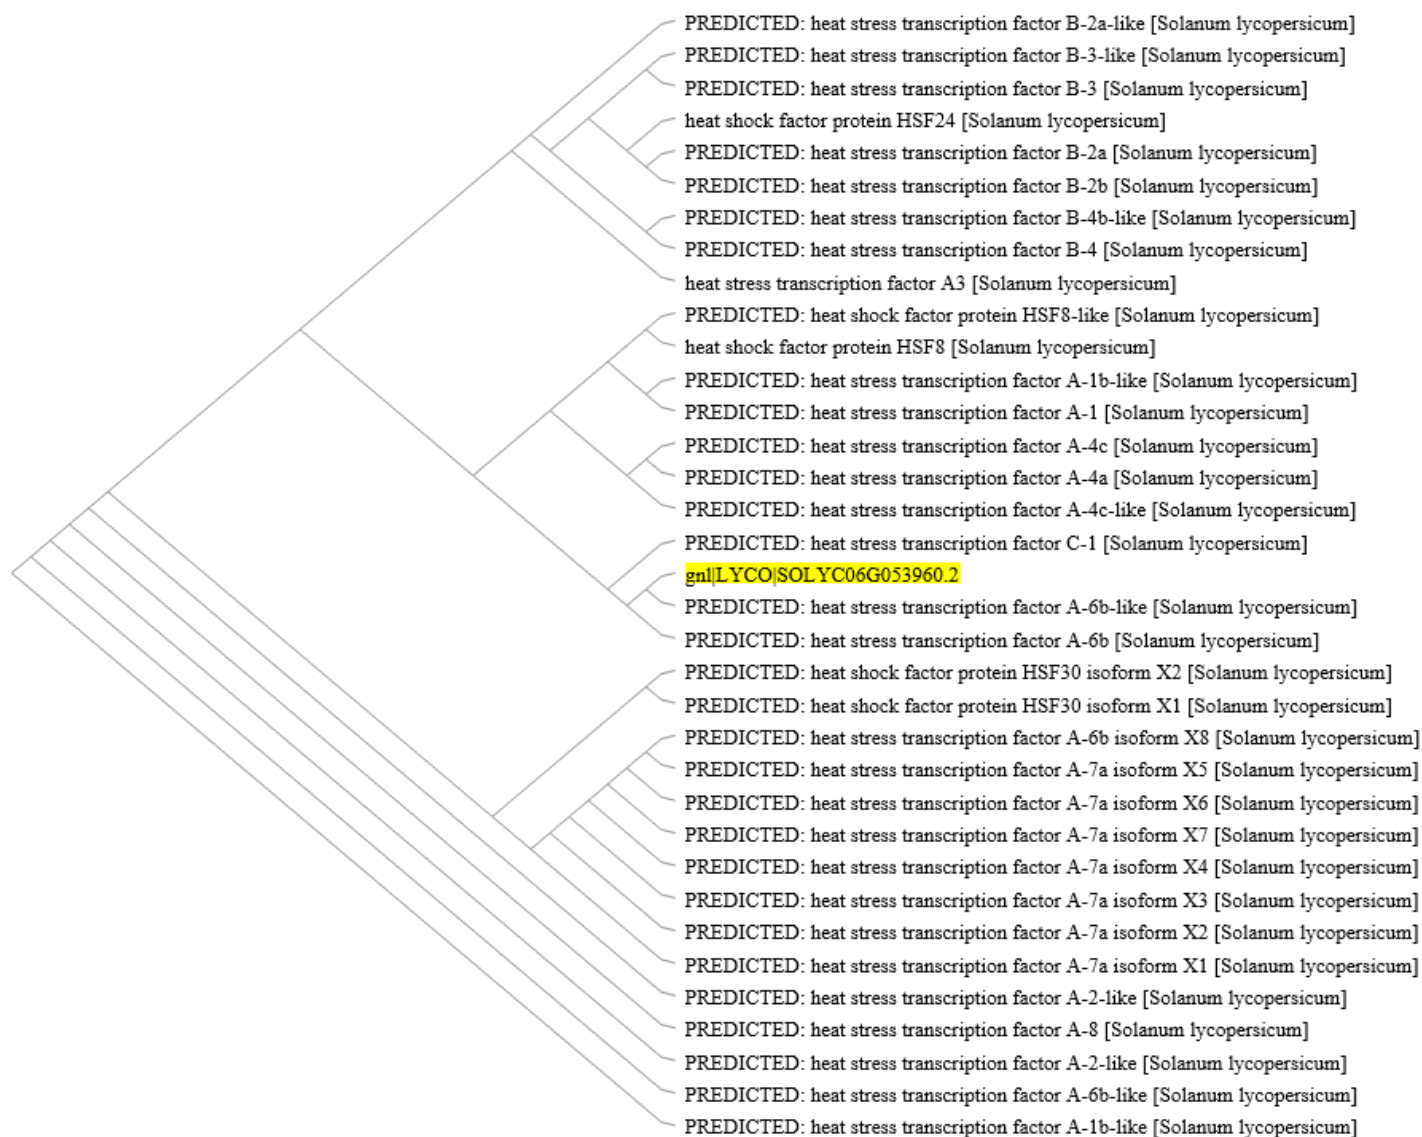 PREDICTED: heat stress transcription factor B-2a-like [Solanum lycopersicum]
PREDICTED: heat stress transcription factor B-3-like [Solanum lycopersicum]
PREDICTED: heat stress transcription factor B-3 [Solanum lycopersicum]
heat shock factor protein HSF24 [Solanum lycopersicum]
PREDICTED: heat stress transcription factor B-2a [Solanum lycopersicum]
PREDICTED: heat stress transcription factor B-2b [Solanum lycopersicum]
PREDICTED: heat stress transcription factor B-4b-like [Solanum lycopersicum]
PREDICTED: heat stress transcription factor B-4 [Solanum lycopersicum]
heat stress transcription factor A3 [Solanum lycopersicum]
PREDICTED: heat shock factor protein HSF8-like [Solanum lycopersicum]
heat shock factor protein HSF8 [Solanum lycopersicum]
PREDICTED: heat stress transcription factor A-1b-like [Solanum lycopersicum]
PREDICTED: heat stress transcription factor A-1 [Solanum lycopersicum]
PREDICTED: heat stress transcription factor A-4c [Solanum lycopersicum]
PREDICTED: heat stress transcription factor A-4a [Solanum lycopersicum]
PREDICTED: heat stress transcription factor A-4c-like [Solanum lycopersicum]
PREDICTED: heat stress transcription factor C-1 [Solanum lycopersicum]
gnl|LYCO|SOLYC06G053960.2
PREDICTED: heat stress transcription factor A-6b-like [Solanum lycopersicum]
PREDICTED: heat stress transcription factor A-6b [Solanum lycopersicum]
PREDICTED: heat shock factor protein HSF30 isoform X2 [Solanum lycopersicum]
PREDICTED: heat shock factor protein HSF30 isoform X1 [Solanum lycopersicum]
PREDICTED: heat stress transcription factor A-6b isoform X8 [Solanum lycopersicum]
PREDICTED: heat stress transcription factor A-7a isoform X5 [Solanum lycopersicum]
PREDICTED: heat stress transcription factor A-7a isoform X6 [Solanum lycopersicum]
PREDICTED: heat stress transcription factor A-7a isoform X7 [Solanum lycopersicum]
PREDICTED: heat stress transcription factor A-7a isoform X4 [Solanum lycopersicum]
PREDICTED: heat stress transcription factor A-7a isoform X3 [Solanum lycopersicum]
PREDICTED: heat stress transcription factor A-7a isoform X2 [Solanum lycopersicum]
PREDICTED: heat stress transcription factor A-7a isoform X1 [Solanum lycopersicum]
PREDICTED: heat stress transcription factor A-2-like [Solanum lycopersicum]
PREDICTED: heat stress transcription factor A-8 [Solanum lycopersicum]
PREDICTED: heat stress transcription factor A-2-like [Solanum lycopersicum]
PREDICTED: heat stress transcription factor A-6b-like [Solanum lycopersicum]
PREDICTED: heat stress transcription factor A-1b-like [Solanum lycopersicum]